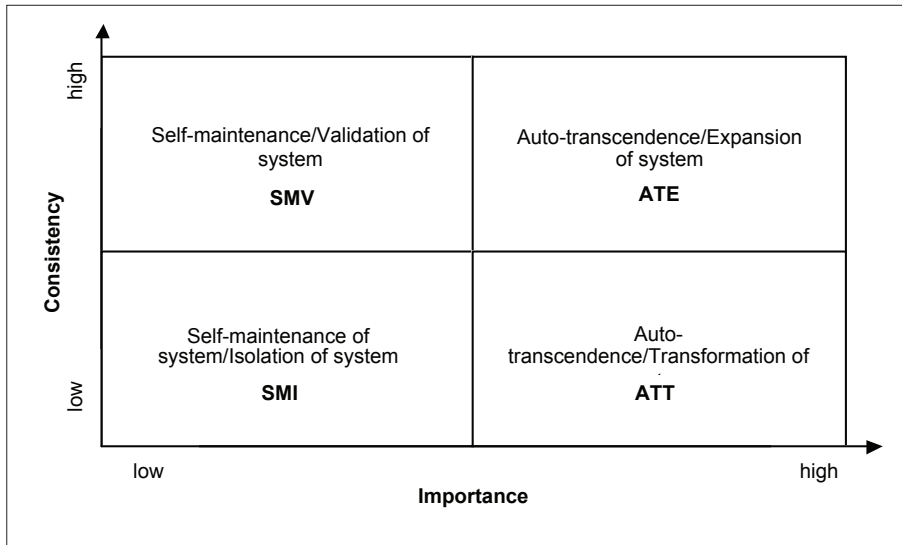 high
Self-maintenance/Validation of
system
SMV
Auto-transcendence/Expansion
of system
ATE
Consistency
Self-maintenance of
system/Isolation of system
SMI
Auto-
transcendence/Transformation of
ATT
low
low
high
Importance